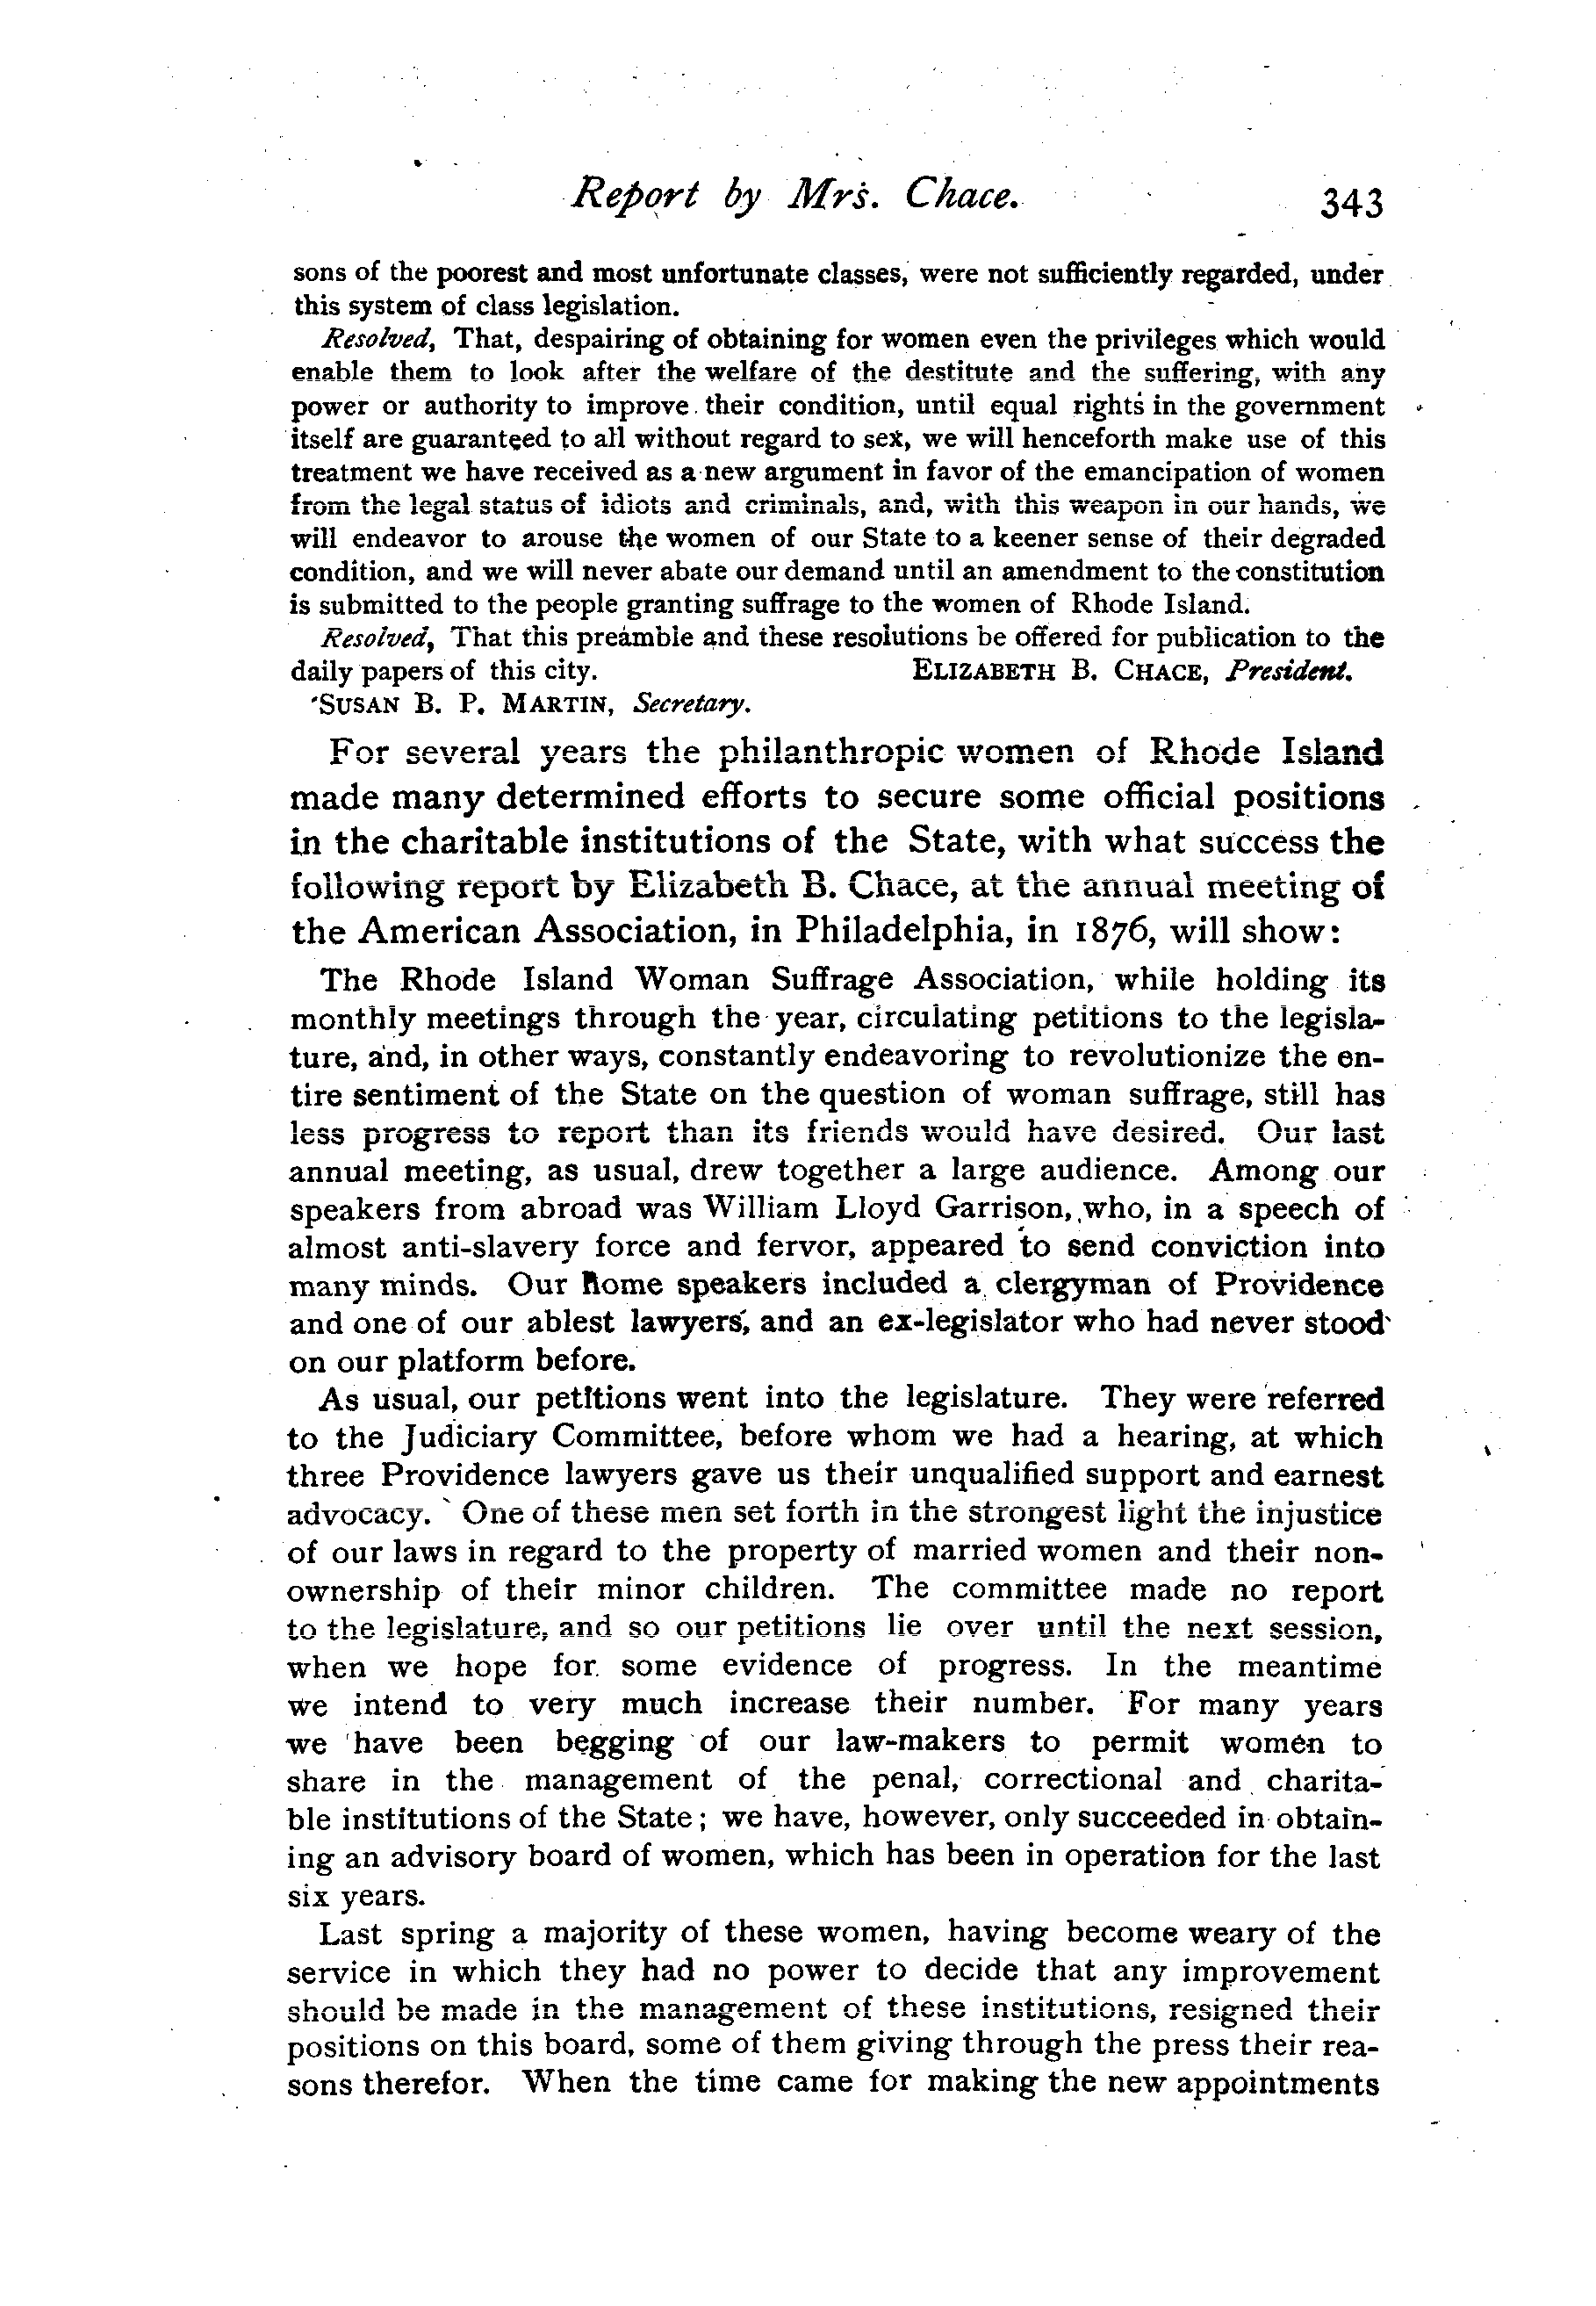 Report by Mrs. Chace. 343
sons of the poorest and most unfortunate classes, were not sufficiently regarded, under
this system of class legislation.
Resolved, That, despairing of obtaining for women even the privileges which would
enable them to look after the welfare of the destitute and the suffering, with any
power or authority to improve their condition, until equal rights in the government
itself are guaranteed to all without regard to sex, we will henceforth make use of this
treatment we have received as a new argument in favor of the emancipation of women
from the legal status of idiots and criminals, and, with this weapon in our hands, we
will endeavor to arouse the women of our State to a keener sense of their degraded
condition, and we will never abate our demand until an amendment to the constitution
is submitted to the people granting suffrage to the women of Rhode Island.
Resolved, That this preamble and these resolutions be offered for publication to the
daily papers of this city. ELIZABETH B. CHACE, President.
SUSAN B. P. MARTIN, Secretary.
For several years the philanthropic women of Rhode Island
made many determined efforts to secure some official positions
in the charitable institutions of the State, with what success the
following report by Elizabeth B. Chace, at the annual meeting of
the American Association, in Philadelphia, in 1876, will show:
The Rhode Island Woman Suffrage Association, while holding its
monthly meetings through the year, circulating petitions to the legisla-
ture, and, in other ways, constantly endeavoring to revolutionize the en-
tire sentiment of the State on the question of woman suffrage, still has
less progress to report than its friends would have desired. Our last
annual meeting, as usual, drew together a large audience. Among our
speakers from abroad was William Lloyd Garrison, who, in a speech of
almost anti-slavery force and fervor, appeared to send conviction into
many minds. Our home speakers included a clergyman of Providence
and one of our ablest lawyers, and an ex-legislator who had never stood
on our platform before.
As usual, our petitions went into the legislature. They were referred
to the Judiciary Committee, before whom we had a hearing, at which
three Providence lawyers gave us their unqualified support and earnest
advocacy. One of these men set forth in the strongest light the injustice
of our laws in regard to the property of married women and their non-
ownership of their minor children. The committee made no report
to the legislature, and so our petitions lie over until the next session,
when we hope for some evidence of progress. In the meantime
we intend to very much increase their number. For many years
we have been begging of our law-makers to permit women to
share in the management of the penal, correctional and charita-
ble institutions of the State; we have, however, only succeeded in obtain-
ing an advisory board of women, which has been in operation for the last
six years.
Last spring a majority of these women, having become weary of the
service in which they had no power to decide that any improvement
should be made in the management of these institutions, resigned their
positions on this board, some of them giving through the press their rea-
sons therefor. When the time came for making the new appointments